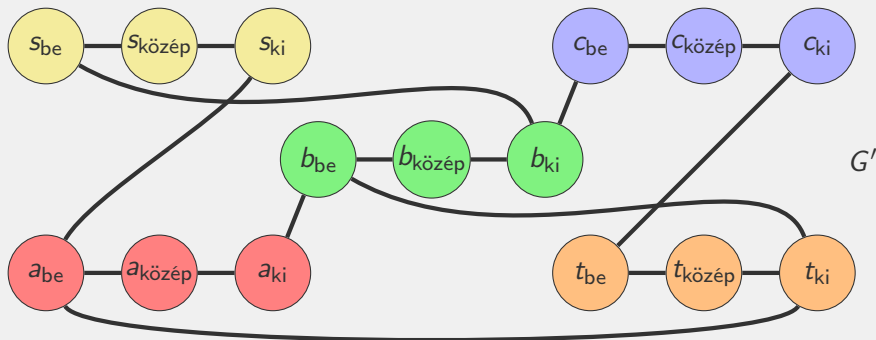 s_be s_közép s_ki c_be c_közép c_ki
b_be b_közép b_ki G′
a_be a_közép a_ki t_be t_közép t_ki